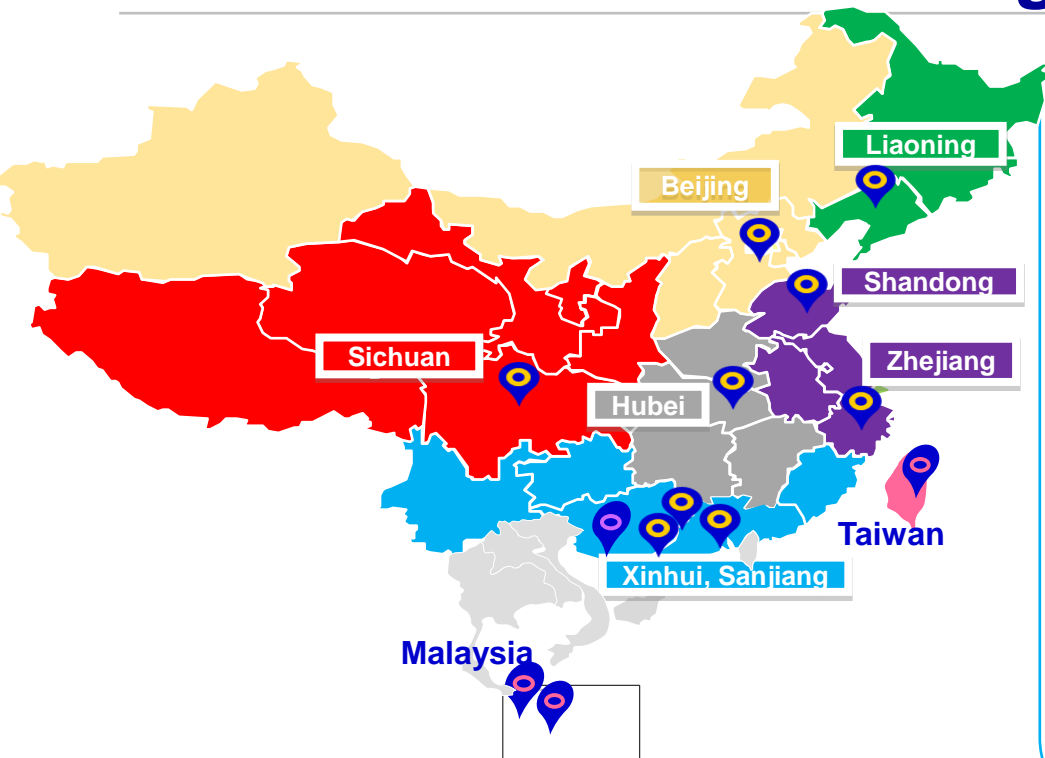 Liaoning
Beijing
Shandong
Sichuan
Zhejiang
Hubei
Taiwan
Xinhui, Sanjiang
Malaysia